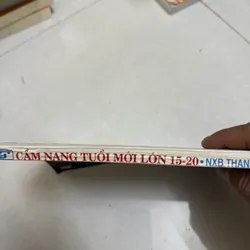 CẨM NANG TUỔI MỚI LỚN 15-20 • NXB THAN